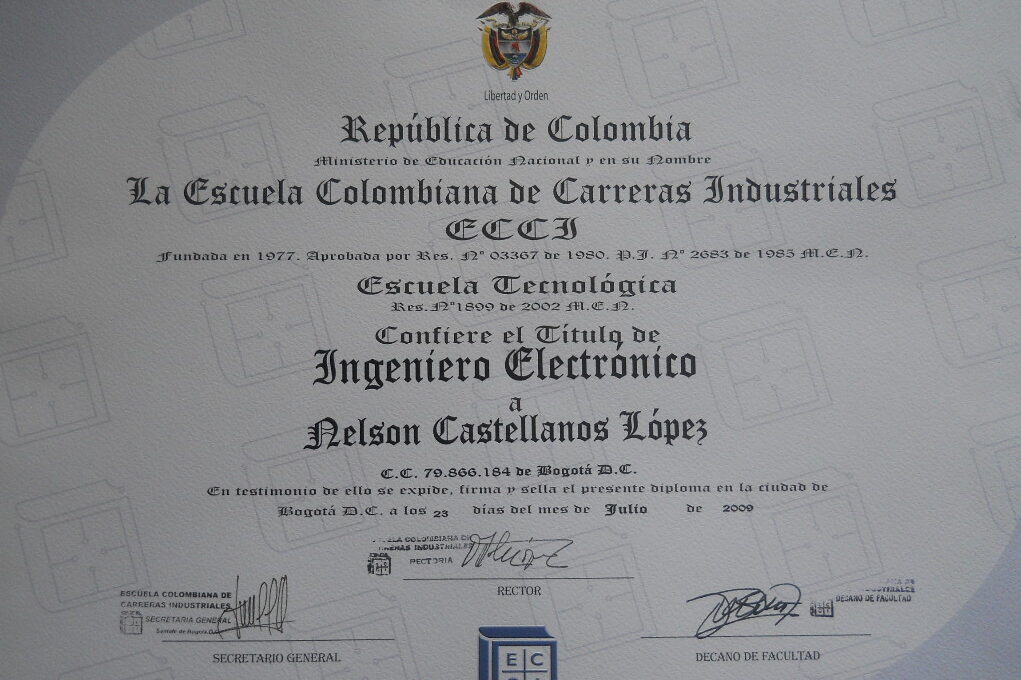 Libertad y Orden
República de Colombia
Ministerio de Educación Nacional y en su Nombre
La Escuela Colombiana de Carreras Industriales
ECCI
Fundada en 1977. Aprobada por Res. Nº 03367 de 1980. P.J. Nº 2683 de 1985 M.E.N.
Escuela Tecnológica
Res.Nº1899 de 2002 M.E.N.
Confiere el Título de
Ingeniero Electrónico
a
Nelson Castellanos López
C.C. 79.866.184 de Bogotá D.C.
En testimonio de ello se expide, firma y sella el presente diploma en la ciudad de
Bogotá D.C. a los 23 días del mes de Julio de 2009
COLOMBIANA
INDUSTRIALES
RECTORIA
RECTOR
ESCUELA COLOMBIANA DE
CARRERAS INDUSTRIALES
SECRETARIA GENERAL
Santafe de Bogotá
SECRETARIO GENERAL
DECANO DE FACULTAD
DECANO DE FACULTAD
E C